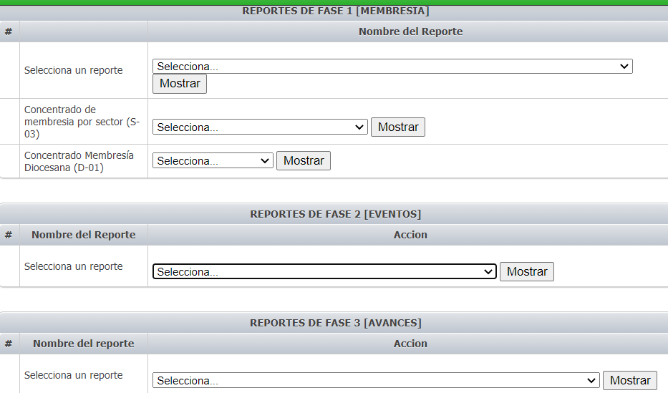 REPORTES DE FASE 1 [MEMBRESIA]
# Nombre del Reporte
Selecciona un reporte Selecciona...
Mostrar
Concentrado de
membresia por sector (S-
03) Selecciona... Mostrar
Concentrado Membresía
Diocesana (D-01) Selecciona... Mostrar
REPORTES DE FASE 2 [EVENTOS]
# Nombre del Reporte Accion
Selecciona un reporte Selecciona... Mostrar
REPORTES DE FASE 3 [AVANCES]
# Nombre del reporte Accion
Selecciona un reporte Selecciona... Mostrar